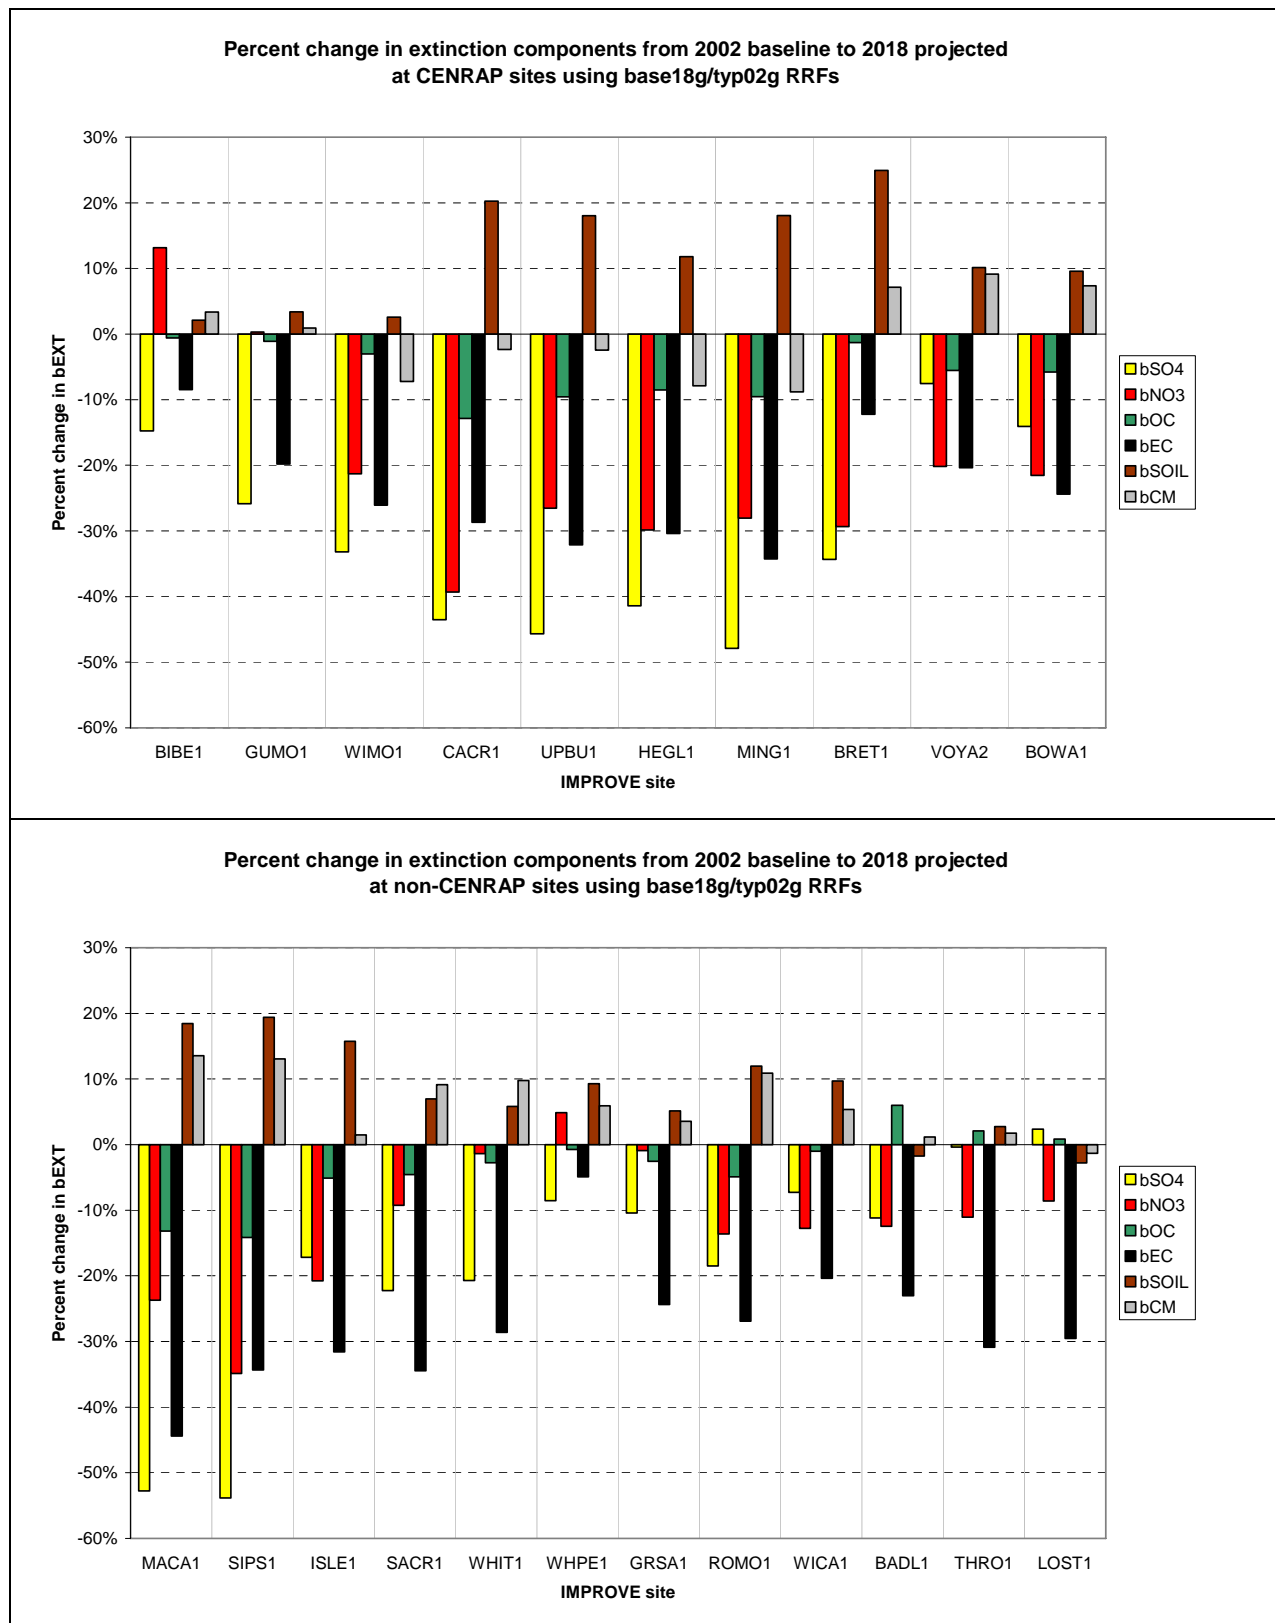 Percent change in extinction components from 2002 baseline to 2018 projected
at CENRAP sites using base18g/typ02g RRFs
30%
20%
10%
0%
-10%
-20%
-30%
-40%
-50%
-60%
Percent change in bEXT
BIBE1 GUMO1 WIMO1 CACR1 UPBU1 HEGL1 MING1 BRET1 VOYA2 BOWA1
IMPROVE site
bSO4
bNO3
bOC
bEC
bSOIL
bCM
Percent change in extinction components from 2002 baseline to 2018 projected
at non-CENRAP sites using base18g/typ02g RRFs
30%
20%
10%
0%
-10%
-20%
-30%
-40%
-50%
-60%
Percent change in bEXT
MACA1 SIPS1 ISLE1 SACR1 WHIT1 WHPE1 GRSA1 ROMO1 WICA1 BADL1 THRO1 LOST1
IMPROVE site
bSO4
bNO3
bOC
bEC
bSOIL
bCM